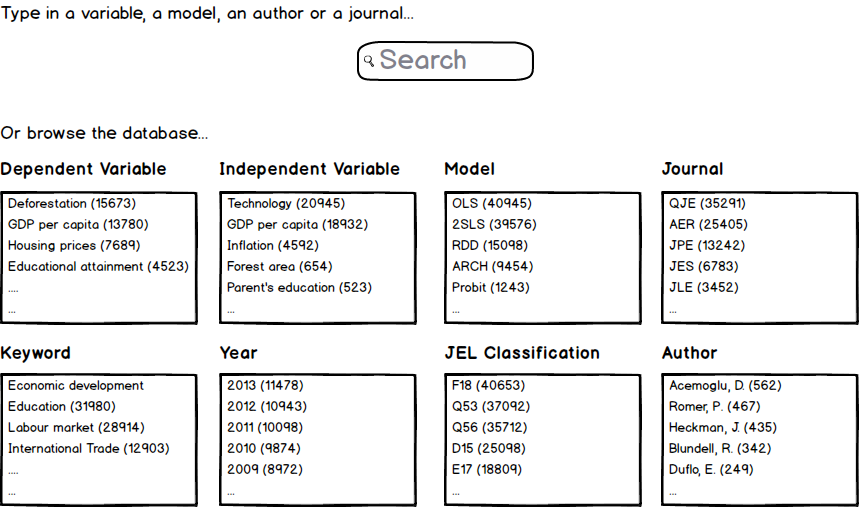 Type in a variable, a model, an author or a journal...
Search
Or browse the database...
Dependent Variable
Deforestation (15673)
GDP per capita (13780)
Housing prices (7689)
Educational attainment (4523)
....
...
Independent Variable
Technology (20945)
GDP per capita (18932)
Inflation (4592)
Forest area (654)
Parent's education (523)
...
Model
OLS (40945)
2SLS (39576)
RDD (15098)
ARCH (9454)
Probit (1243)
...
Journal
QJE (35291)
AER (25405)
JPE (13242)
JES (6783)
JLE (3452)
...
Keyword
Economic development
Education (31980)
Labour market (28914)
International Trade (12903)
....
...
Year
2013 (11478)
2012 (10943)
2011 (10098)
2010 (9874)
2009 (8972)
...
JEL Classification
F18 (40653)
Q53 (37092)
Q56 (35712)
D15 (25098)
E17 (18809)
...
Author
Acemoglu, D. (562)
Romer, P. (467)
Heckman, J. (435)
Blundell, R. (342)
Duflo, E. (249)
...